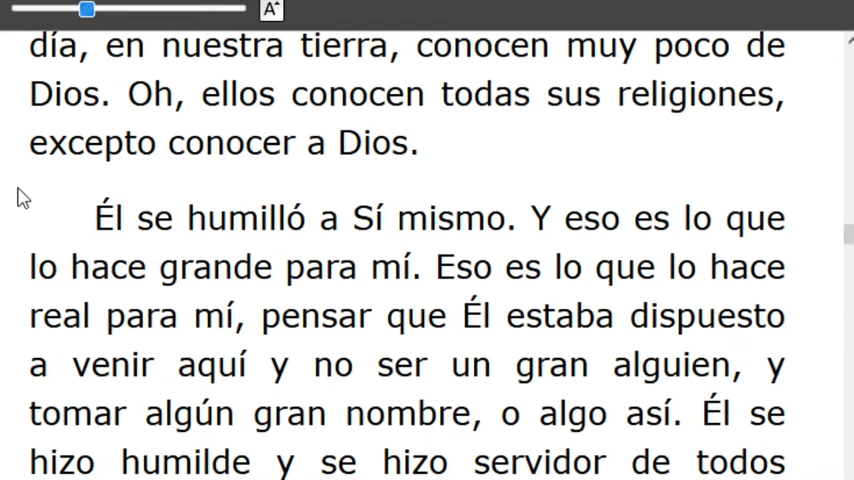 A
día, en nuestra tierra, conocen muy poco de
Dios. Oh, ellos conocen todas sus religiones,
excepto conocer a Dios.
Él se humilló a Sí mismo. Y eso es lo que
lo hace grande para mí. Eso es lo que lo hace
real para mí, pensar que Él estaba dispuesto
a venir aquí y no ser un gran alguien, y
tomar algún gran nombre, o algo así. Él se
hizo humilde y se hizo servidor de todos